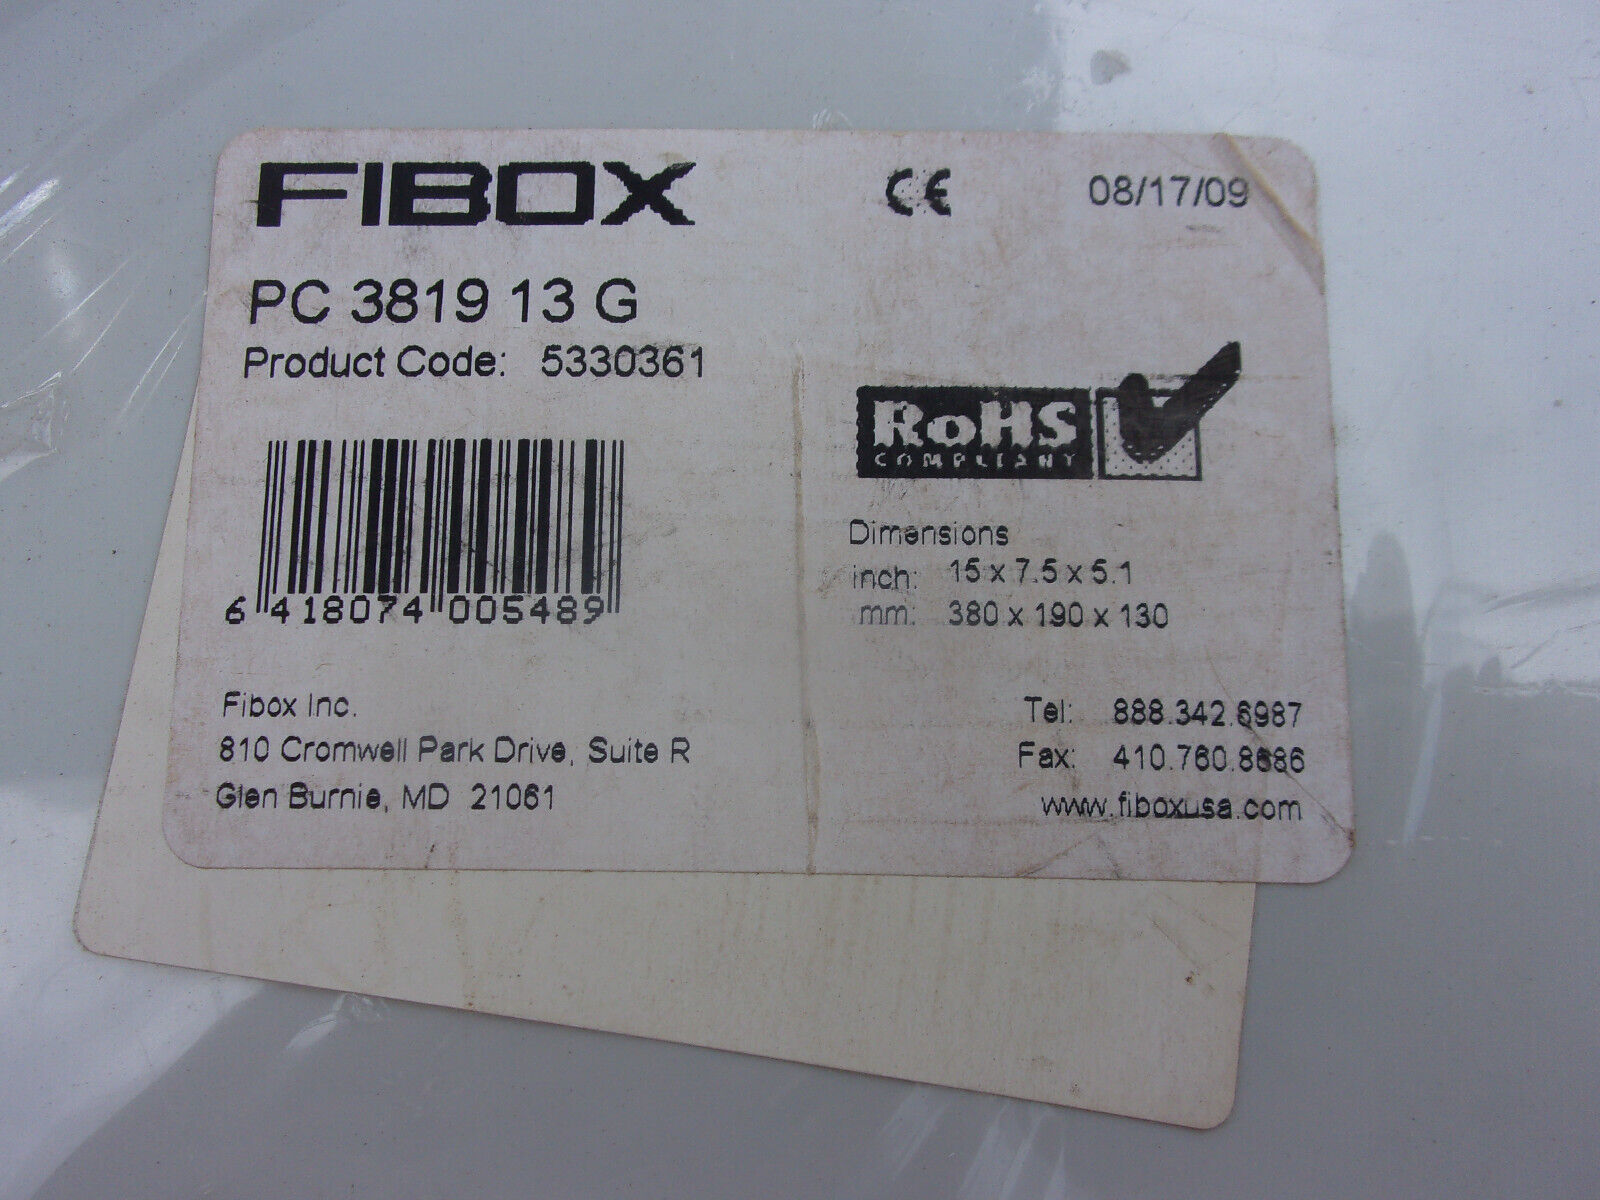 FIBOX
CE
08/17/09
PC 3819 13 G
Product Code: 5330361
RoHS
COMPLIANT
6 418074 005489
Dimensions
inch: 15 x 7.5 x 5.1
mm: 380 x 190 x 130
Fibox Inc.
810 Cromwell Park Drive, Suite R
Glen Burnie, MD 21061
Tel: 888.342.6987
Fax: 410.760.8686
www.fiboxusa.com